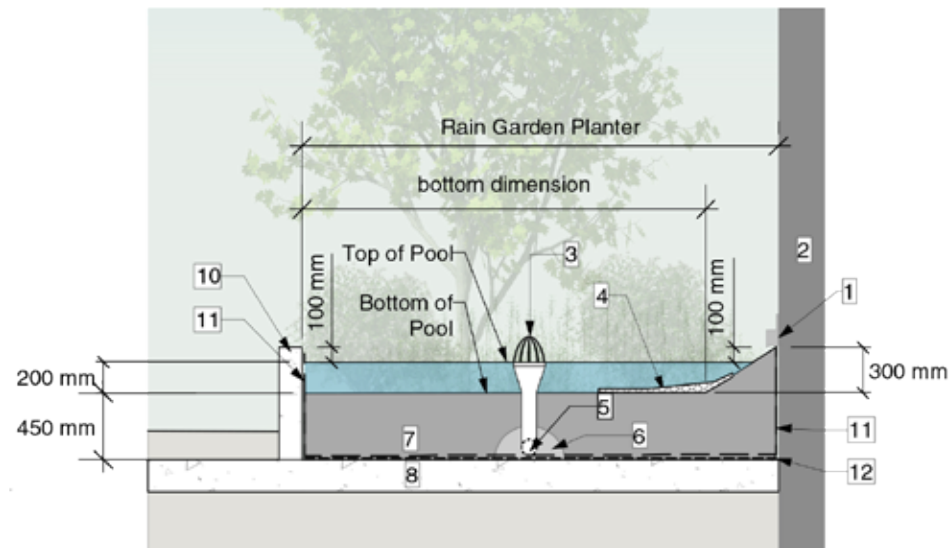 Rain Garden Planter
bottom dimension
2
Top of Pool
3
10
100 mm
4
100 mm
1
Bottom of
Pool
11
200 mm
300 mm
5
450 mm
7
6
11
8
12